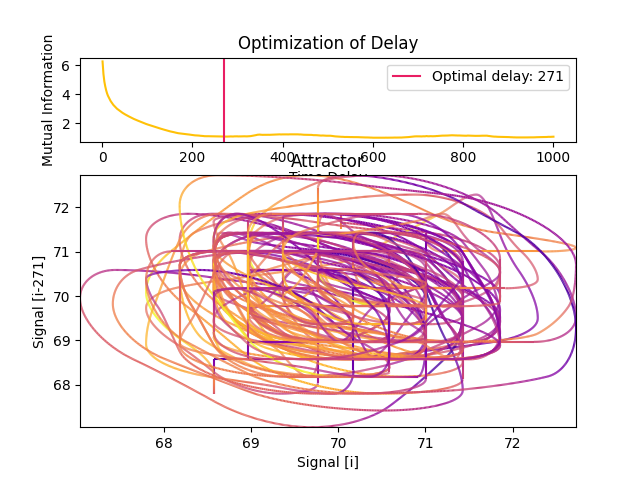 Optimization of Delay
Mutual Information
6
4
2
Optimal delay: 271
0
200
400
600
800
1000
Time Delay
Attractor
Signal [i-271]
72
71
70
69
68
68
69
70
71
72
Signal [i]